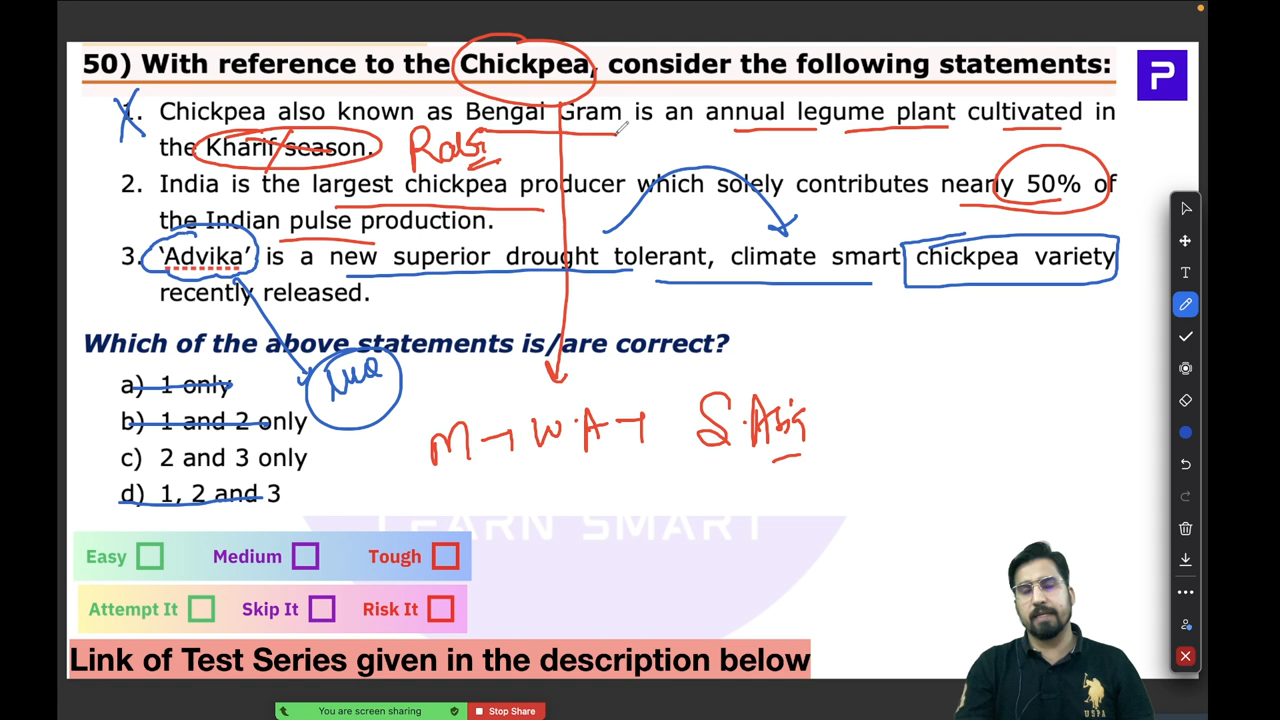 50) With reference to the Chickpea, consider the following statements:
1. Chickpea also known as Bengal Gram is an annual legume plant cultivated in
the Kharif season. Rabi
2. India is the largest chickpea producer which solely contributes nearly 50% of
the Indian pulse production.
3. ‘Advika’ is a new superior drought tolerant, climate smart chickpea variety
recently released.
Which of the above statements is/are correct?
a) 1 only
b) 1 and 2 only
c) 2 and 3 only
d) 1, 2 and 3
M → W.A → S.Asia
LEARN SMART
Easy Medium Tough
Attempt It Skip It Risk It
Link of Test Series given in the description below
USPA
You are screen sharing Stop Share